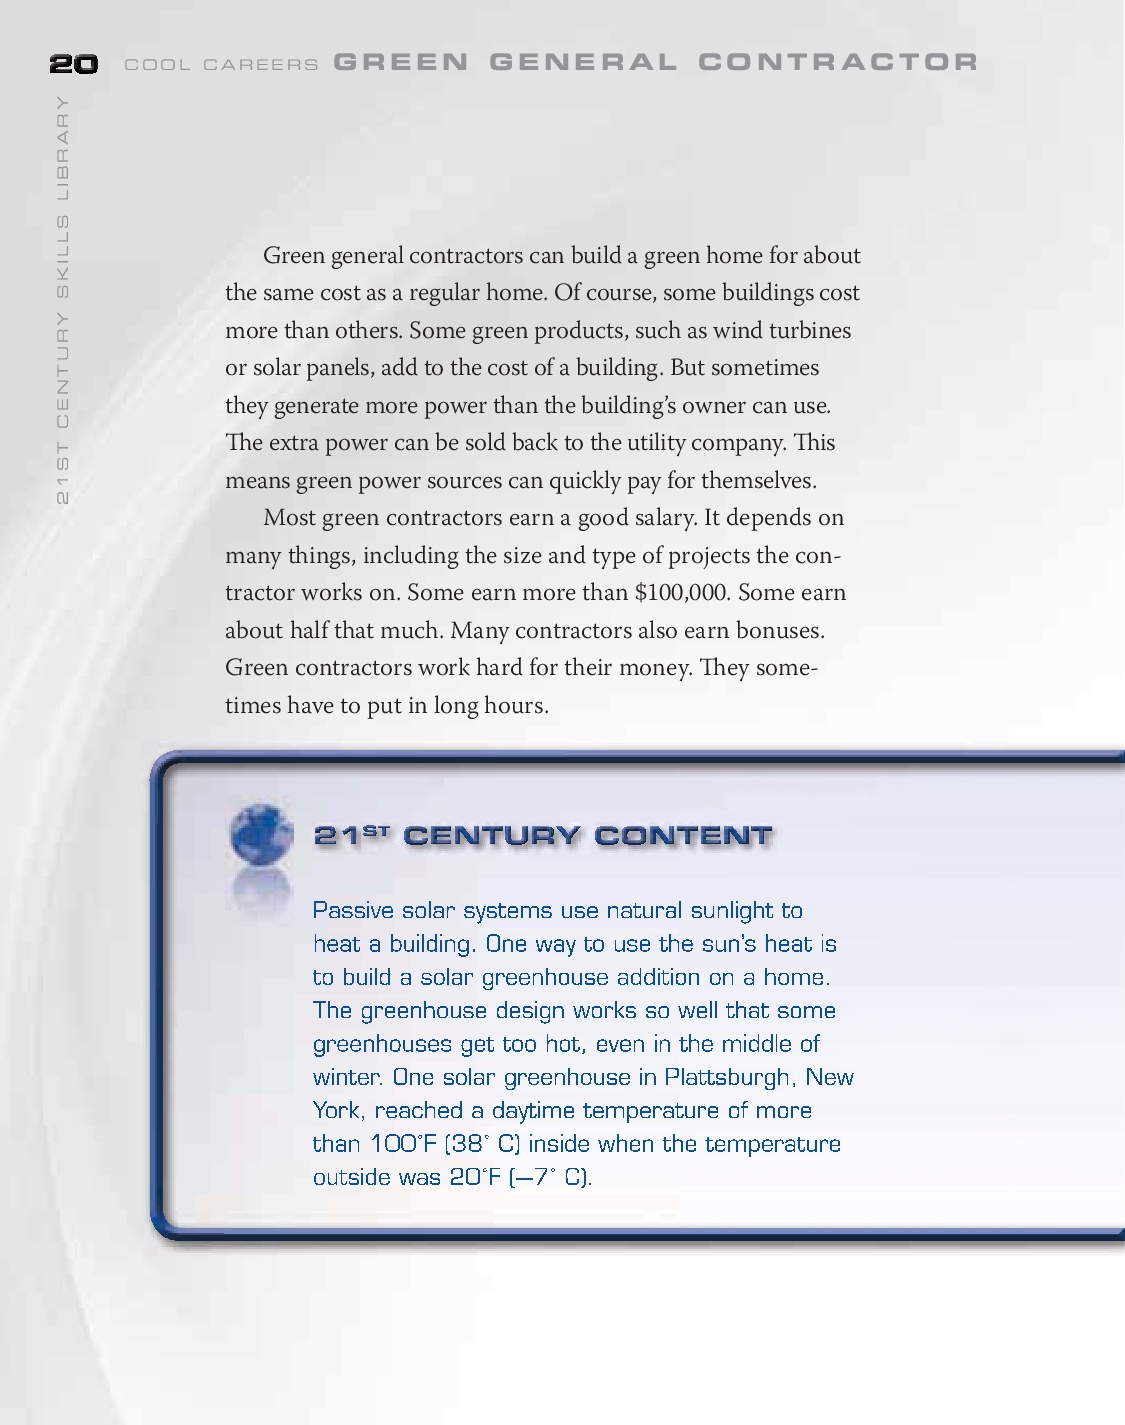 20 COOL CAREERS GREEN GENERAL CONTRACTOR
21ST CENTURY SKILLS LIBRARY
Green general contractors can build a green home for about
the same cost as a regular home. Of course, some buildings cost
more than others. Some green products, such as wind turbines
or solar panels, add to the cost of a building. But sometimes
they generate more power than the building’s owner can use.
The extra power can be sold back to the utility company. This
means green power sources can quickly pay for themselves.
Most green contractors earn a good salary. It depends on
many things, including the size and type of projects the con-
tractor works on. Some earn more than $100,000. Some earn
about half that much. Many contractors also earn bonuses.
Green contractors work hard for their money. They some-
times have to put in long hours.
21ST CENTURY CONTENT
Passive solar systems use natural sunlight to
heat a building. One way to use the sun’s heat is
to build a solar greenhouse addition on a home.
The greenhouse design works so well that some
greenhouses get too hot, even in the middle of
winter. One solar greenhouse in Plattsburgh, New
York, reached a daytime temperature of more
than 100°F (38° C) inside when the temperature
outside was 20°F (—7° C).